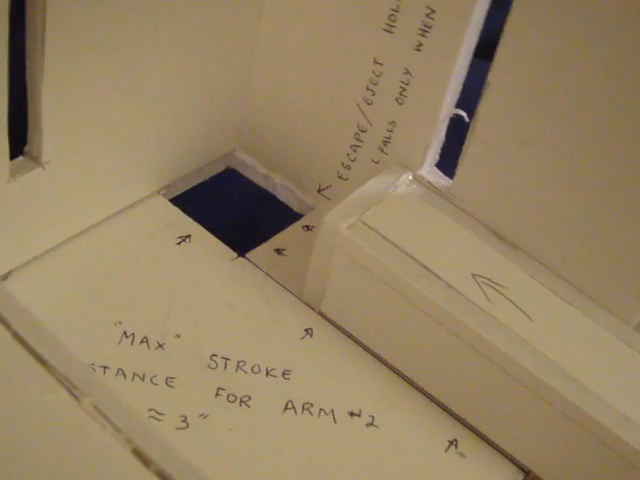 ESCAPE/EJECT HOL
(FALLS ONLY WHEN
"MAX" STROKE
STANCE FOR ARM #2
≈ 3"